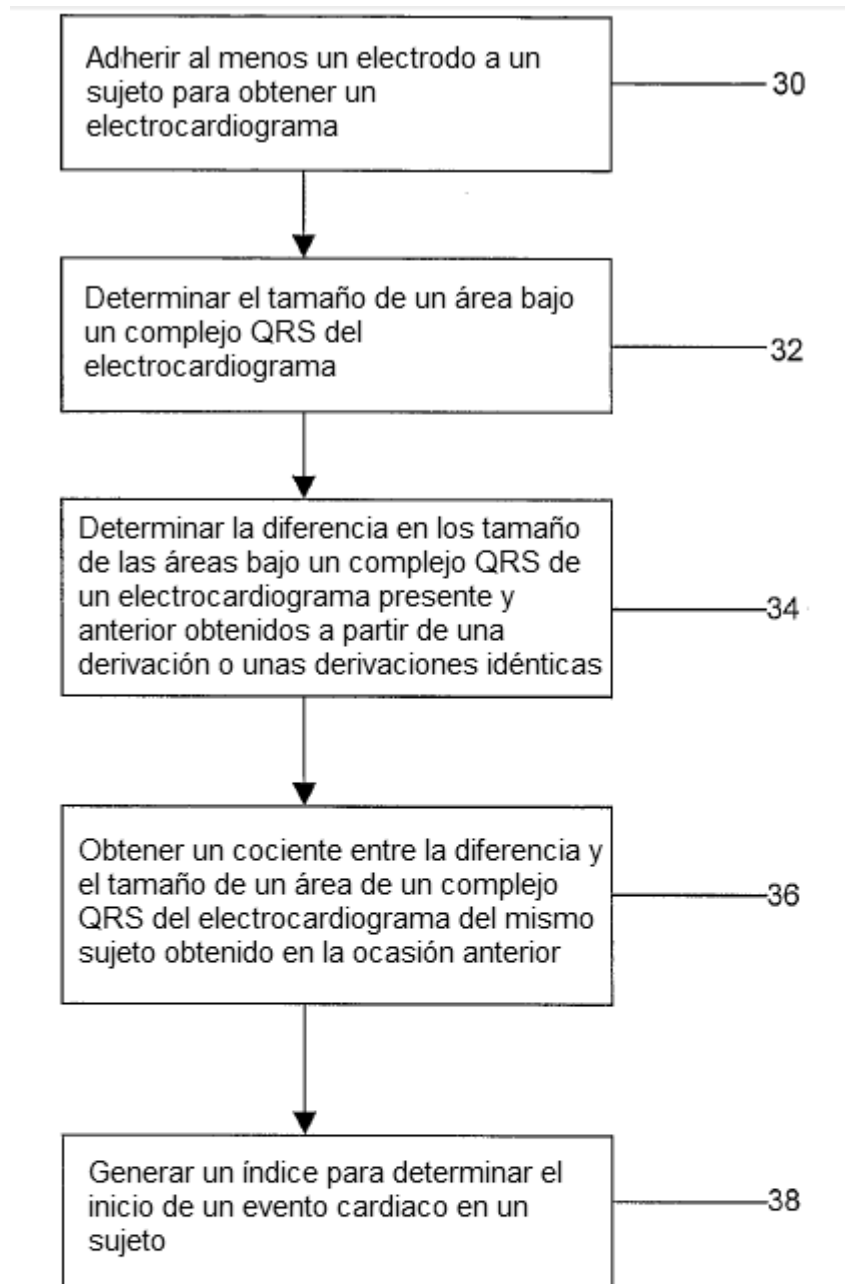 Adherir al menos un electrodo a un
sujeto para obtener un
electrocardiograma
30
Determinar el tamaño de un área bajo
un complejo QRS del
electrocardiograma
32
Determinar la diferencia en los tamaño
de las áreas bajo un complejo QRS de
un electrocardiograma presente y
anterior obtenidos a partir de una
derivación o unas derivaciones idénticas
34
Obtener un cociente entre la diferencia y
el tamaño de un área de un complejo
QRS del electrocardiograma del mismo
sujeto obtenido en la ocasión anterior
36
Generar un índice para determinar el
inicio de un evento cardiaco en un
sujeto
38